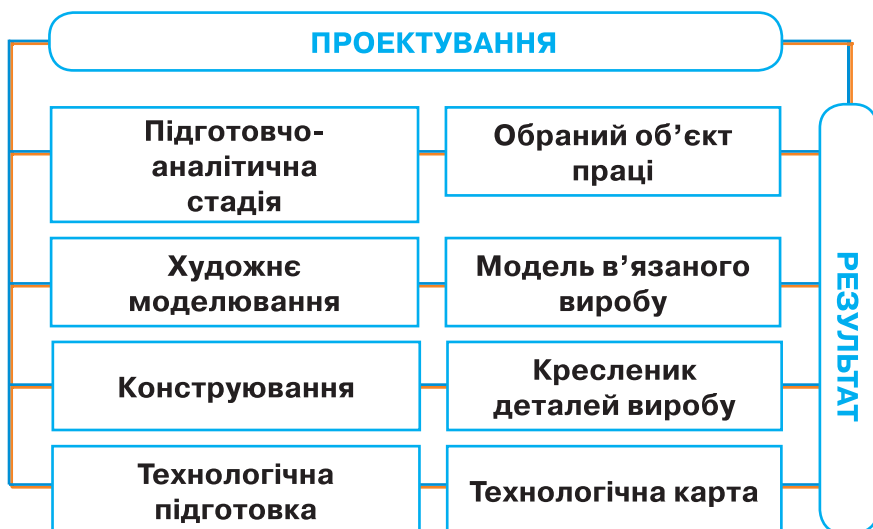 ПРОЕКТУВАННЯ
Підготовчо-
аналітична
стадія
Обраний об’єкт
праці
Художнє
моделювання
Модель в’язаного
виробу
Конструювання
Кресленик
деталей виробу
Технологічна
підготовка
Технологічна карта
РЕЗУЛЬТАТ